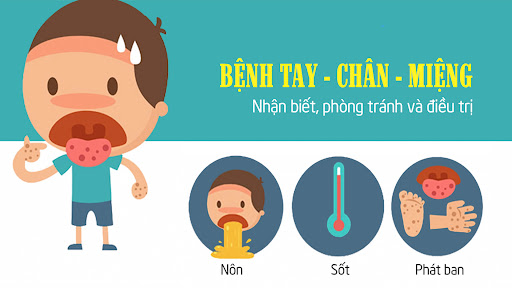 BỆNH TAY - CHÂN - MIỆNG
Nhận biết, phòng tránh và điều trị
Nôn
Sốt
Phát ban